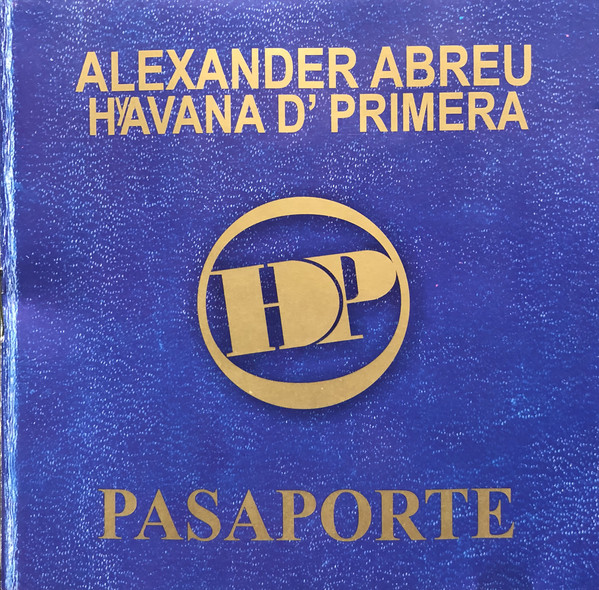 ALEXANDER ABREU
y HAVANA D' PRIMERA
HDP
PASAPORTE